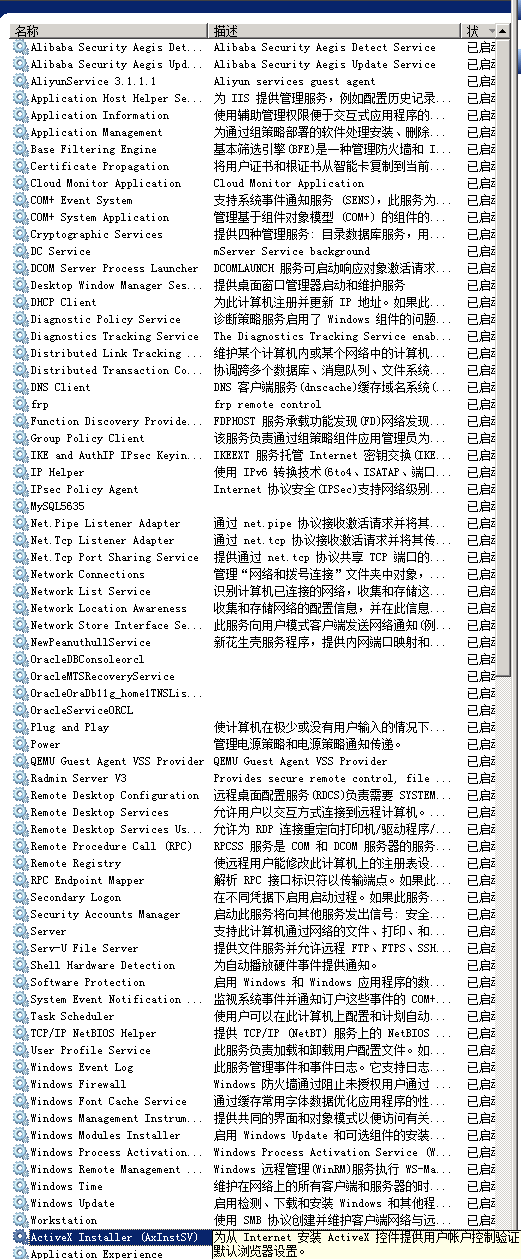 名称 描述 状
Alibaba Security Aegis Det... Alibaba Security Aegis Detect Service 已启
Alibaba Security Aegis Upd... Alibaba Security Aegis Update Service 已启
AliyunService 3.1.1.1 Aliyun services guest agent 已启
Application Host Helper Se... 为 IIS 提供管理服务，例如配置历史记录... 已启
Application Information 使用辅助管理权限便于交互式应用程序的... 已启
Application Management 为通过组策略部署的软件处理安装、删除... 已启
Base Filtering Engine 基本筛选引擎(BFE)是一种管理防火墙和 I... 已启
Certificate Propagation 将用户证书和根证书从智能卡复制到当前... 已启
Cloud Monitor Application Cloud Monitor Application 已启
COM+ Event System 支持系统事件通知服务 (SENS)，此服务为... 已启
COM+ System Application 管理基于组件对象模型 (COM+) 的组件的... 已启
Cryptographic Services 提供四种管理服务: 目录数据库服务，用... 已启
DC Service mServer Service background 已启
DCOM Server Process Launcher DCOMLAUNCH 服务可启动响应对象激活请求... 已启
Desktop Window Manager Ses... 提供桌面窗口管理器启动和维护服务 已启
DHCP Client 为此计算机注册并更新 IP 地址。如果此... 已启
Diagnostic Policy Service 诊断策略服务启用了 Windows 组件的问题... 已启
Diagnostics Tracking Service The Diagnostics Tracking Service enab... 已启
Distributed Link Tracking ... 维护某个计算机内或某个网络中的计算机... 已启
Distributed Transaction Co... 协调跨多个数据库、消息队列、文件系统... 已启
DNS Client DNS 客户端服务(dnscache)缓存域名系统(... 已启
frp frp remote control 已启
Function Discovery Provide... FDPHOST 服务承载功能发现(FD)网络发现... 已启
Group Policy Client 该服务负责通过组策略组件应用管理员为... 已启
IKE and AuthIP IPsec Keyin... IKEEXT 服务托管 Internet 密钥交换(IKE... 已启
IP Helper 使用 IPv6 转换技术(6to4、ISATAP、端口... 已启
IPsec Policy Agent Internet 协议安全(IPSec)支持网络级别... 已启
MySQL5635 已启
Net.Pipe Listener Adapter 通过 net.pipe 协议接收激活请求并将其... 已启
Net.Tcp Listener Adapter 通过 net.tcp 协议接收激活请求并将其传... 已启
Net.Tcp Port Sharing Service 提供通过 net.tcp 协议共享 TCP 端口的... 已启
Network Connections 管理“网络和拨号连接”文件夹中对象，... 已启
Network List Service 识别计算机已连接的网络，收集和存储这... 已启
Network Location Awareness 收集和存储网络的配置信息，并在此信息... 已启
Network Store Interface Se... 此服务向用户模式客户端发送网络通知(例... 已启
NewPeanuthullService 新花生壳服务程序，提供内网端口映射和... 已启
OracleDBConsoleorcl 已启
OracleMTSRecoveryService 已启
OracleOraDb11g_home1TNSLis... 已启
OracleServiceORCL 已启
Plug and Play 使计算机在极少或没有用户输入的情况下... 已启
Power 管理电源策略和电源策略通知传递。 已启
QEMU Guest Agent VSS Provider QEMU Guest Agent VSS Provider 已启
Radmin Server V3 Provides secure remote control, file ... 已启
Remote Desktop Configuration 远程桌面配置服务(RDCS)负责需要 SYSTEM... 已启
Remote Desktop Services 允许用户以交互方式连接到远程计算机。... 已启
Remote Desktop Services Us... 允许为 RDP 连接重定向打印机/驱动程序/... 已启
Remote Procedure Call (RPC) RPCSS 服务是 COM 和 DCOM 服务器的服务... 已启
Remote Registry 使远程用户能修改此计算机上的注册表设... 已启
RPC Endpoint Mapper 解析 RPC 接口标识符以传输端点。如果此... 已启
Secondary Logon 在不同凭据下启用启动过程。如果此服务... 已启
Security Accounts Manager 启动此服务将向其他服务发出信号: 安全... 已启
Server 支持此计算机通过网络的文件、打印、和... 已启
Serv-U File Server 提供文件服务并允许远程 FTP、FTPS、SSH... 已启
Shell Hardware Detection 为自动播放硬件事件提供通知。 已启
Software Protection 启用 Windows 和 Windows 应用程序的数... 已启
System Event Notification ... 监视系统事件并通知订户这些事件的 COM+... 已启
Task Scheduler 使用户可以在此计算机上配置和计划自动... 已启
TCP/IP NetBIOS Helper 提供 TCP/IP (NetBT) 服务上的 NetBIOS ... 已启
User Profile Service 此服务负责加载和卸载用户配置文件。如... 已启
Windows Event Log 此服务管理事件和事件日志。它支持日志... 已启
Windows Firewall Windows 防火墙通过阻止未授权用户通过 ... 已启
Windows Font Cache Service 通过缓存常用字体数据优化应用程序的性... 已启
Windows Management Instrum... 提供共同的界面和对象模式以便访问有关... 已启
Windows Modules Installer 启用 Windows Update 和可选组件的安装... 已启
Windows Process Activation... Windows Process Activation Service (W... 已启
Windows Remote Management ... Windows 远程管理(WinRM)服务执行 WS-Ma... 已启
Windows Time 维护在网络上的所有客户端和服务器的时... 已启
Windows Update 启用检测、下载和安装 Windows 和其他程... 已启
Workstation 使用 SMB 协议创建并维护客户端网络与远... 已启
ActiveX Installer (AxInstSV) 为从 Internet 安装 ActiveX 控件提供用户帐户控制验证
Application Experience 默认浏览器设置。